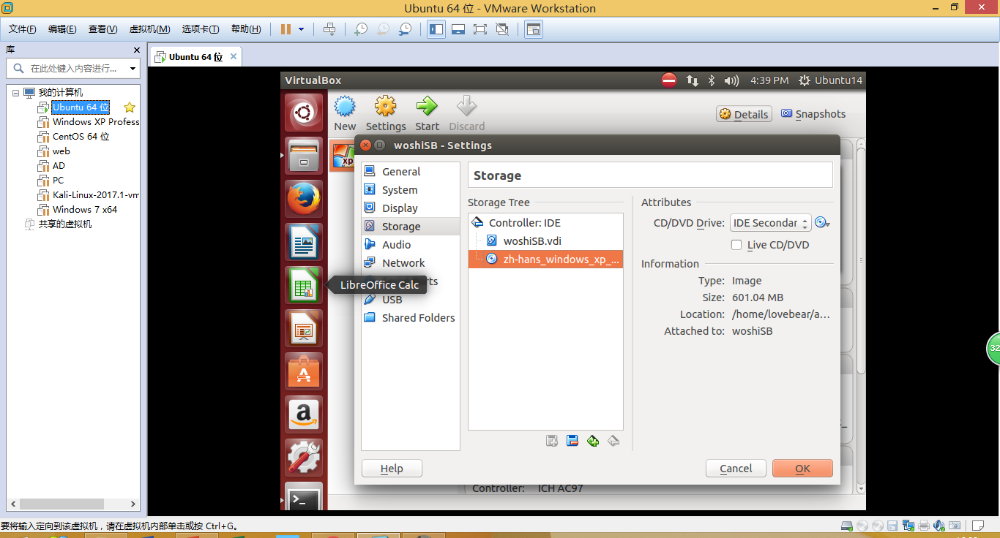 Ubuntu 64 位 - VMware Workstation
文件(F) 编辑(E) 查看(V) 虚拟机(M) 选项卡(T) 帮助(H)
库
在此处键入内容进行...
我的计算机
Ubuntu 64 位
Windows XP Profess
CentOS 64 位
web
AD
PC
Kali-Linux-2017.1-vm
Windows 7 x64
共享的虚拟机
Ubuntu 64 位
VirtualBox 4:39 PM Ubuntu14
New Settings Start Discard Details Snapshots
xp
woshiSB - Settings
General
System
Display
Storage
Audio
Network
USB
Shared Folders
LibreOffice Calc
Storage
Storage Tree
Controller: IDE
woshiSB.vdi
zh-hans_windows_xp_...
Attributes
CD/DVD Drive: IDE Secondar
Live CD/DVD
Information
Type: Image
Size: 601.04 MB
Location: /home/lovebear/a...
Attached to: woshiSB
Help Cancel OK
Controller: ICH AC97
32
要将输入定向到该虚拟机，请在虚拟机内部单击或按 Ctrl+G。